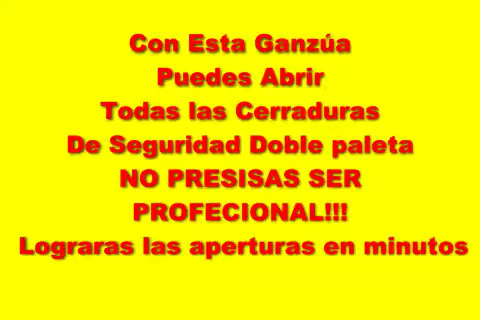 Con Esta Ganzúa
Puedes Abrir
Todas las Cerraduras
De Seguridad Doble paleta
NO PRESISAS SER
PROFECIONAL!!!
Lograras las aperturas en minutos